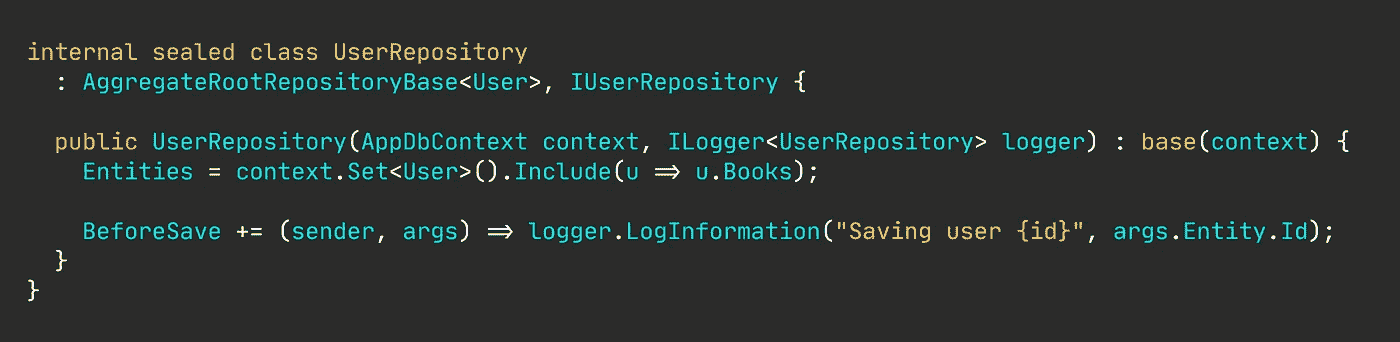 internal sealed class UserRepository
  : AggregateRootRepositoryBase<User>, IUserRepository {
  public UserRepository(AppDbContext context, ILogger<UserRepository> logger) : base(context) {
    Entities = context.Set<User>().Include(u => u.Books);
    BeforeSave += (sender, args) => logger.LogInformation("Saving user {id}", args.Entity.Id);
  }
}